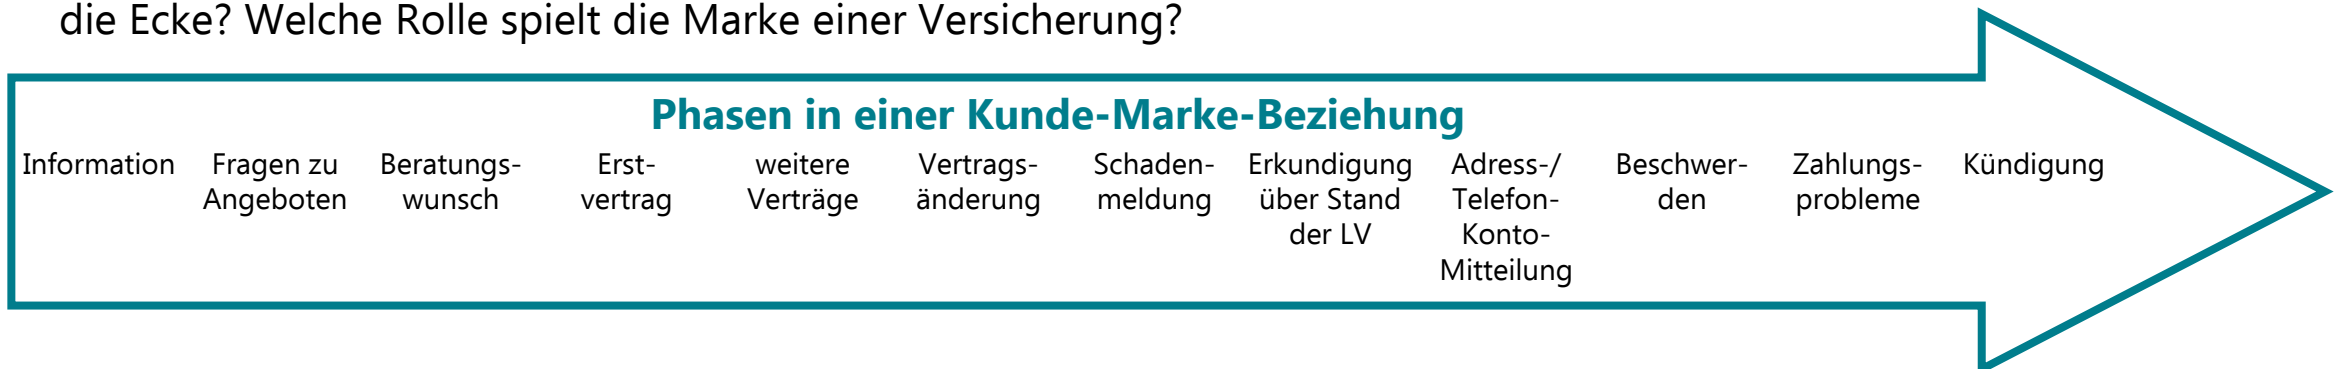 die Ecke? Welche Rolle spielt die Marke einer Versicherung?
Phasen in einer Kunde-Marke-Beziehung
Information
Fragen zu
Angeboten
Beratungs-
wunsch
Erst-
vertrag
weitere
Verträge
Vertrags-
änderung
Schaden-
meldung
Erkundigung
über Stand
der LV
Adress-/
Telefon-
Konto-
Mitteilung
Beschwer-
den
Zahlungs-
probleme
Kündigung